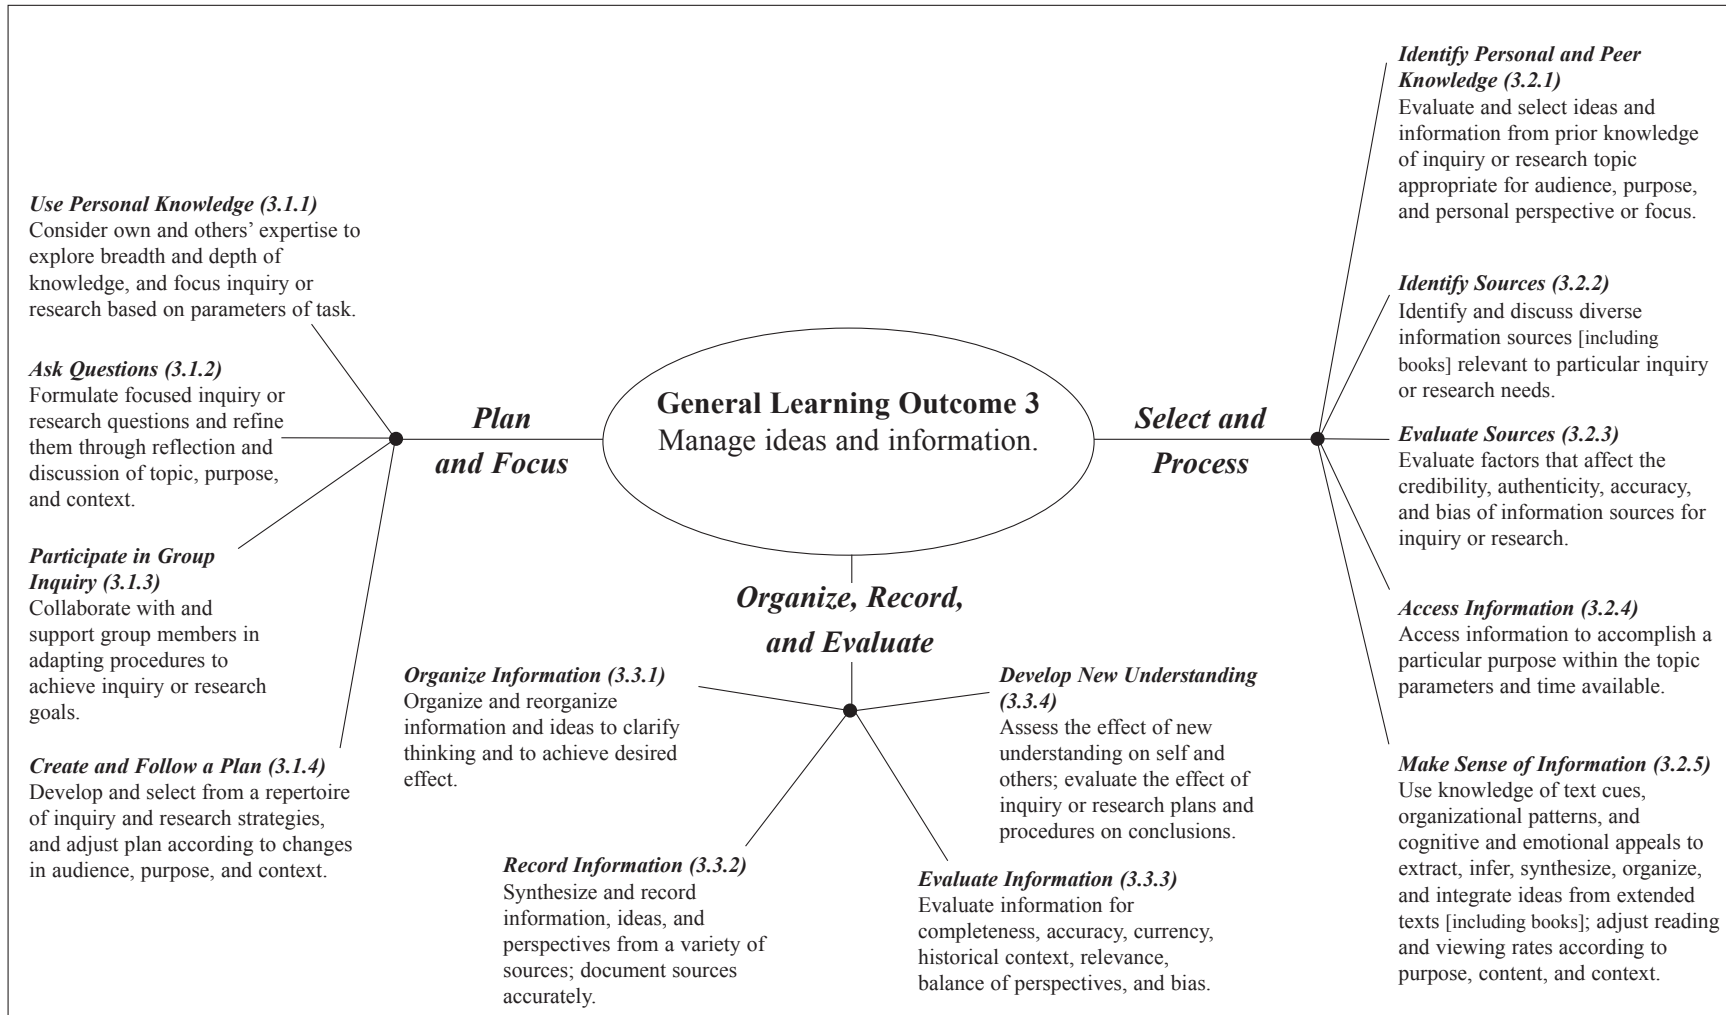 General Learning Outcome 3
Manage ideas and information.
Plan
and Focus
Use Personal Knowledge (3.1.1)
Consider own and others’ expertise to
explore breadth and depth of
knowledge, and focus inquiry or
research based on parameters of task.
Ask Questions (3.1.2)
Formulate focused inquiry or
research questions and refine
them through reflection and
discussion of topic, purpose,
and context.
Participate in Group
Inquiry (3.1.3)
Collaborate with and
support group members in
adapting procedures to
achieve inquiry or research
goals.
Create and Follow a Plan (3.1.4)
Develop and select from a repertoire
of inquiry and research strategies,
and adjust plan according to changes
in audience, purpose, and context.
Select and
Process
Identify Personal and Peer
Knowledge (3.2.1)
Evaluate and select ideas and
information from prior knowledge
of inquiry or research topic
appropriate for audience, purpose,
and personal perspective or focus.
Identify Sources (3.2.2)
Identify and discuss diverse
information sources [including
books] relevant to particular inquiry
or research needs.
Evaluate Sources (3.2.3)
Evaluate factors that affect the
credibility, authenticity, accuracy,
and bias of information sources for
inquiry or research.
Access Information (3.2.4)
Access information to accomplish a
particular purpose within the topic
parameters and time available.
Make Sense of Information (3.2.5)
Use knowledge of text cues,
organizational patterns, and
cognitive and emotional appeals to
extract, infer, synthesize, organize,
and integrate ideas from extended
texts [including books]; adjust reading
and viewing rates according to
purpose, content, and context.
Organize, Record,
and Evaluate
Organize Information (3.3.1)
Organize and reorganize
information and ideas to clarify
thinking and to achieve desired
effect.
Record Information (3.3.2)
Synthesize and record
information, ideas, and
perspectives from a variety of
sources; document sources
accurately.
Evaluate Information (3.3.3)
Evaluate information for
completeness, accuracy, currency,
historical context, relevance,
balance of perspectives, and bias.
Develop New Understanding
(3.3.4)
Assess the effect of new
understanding on self and
others; evaluate the effect of
inquiry or research plans and
procedures on conclusions.